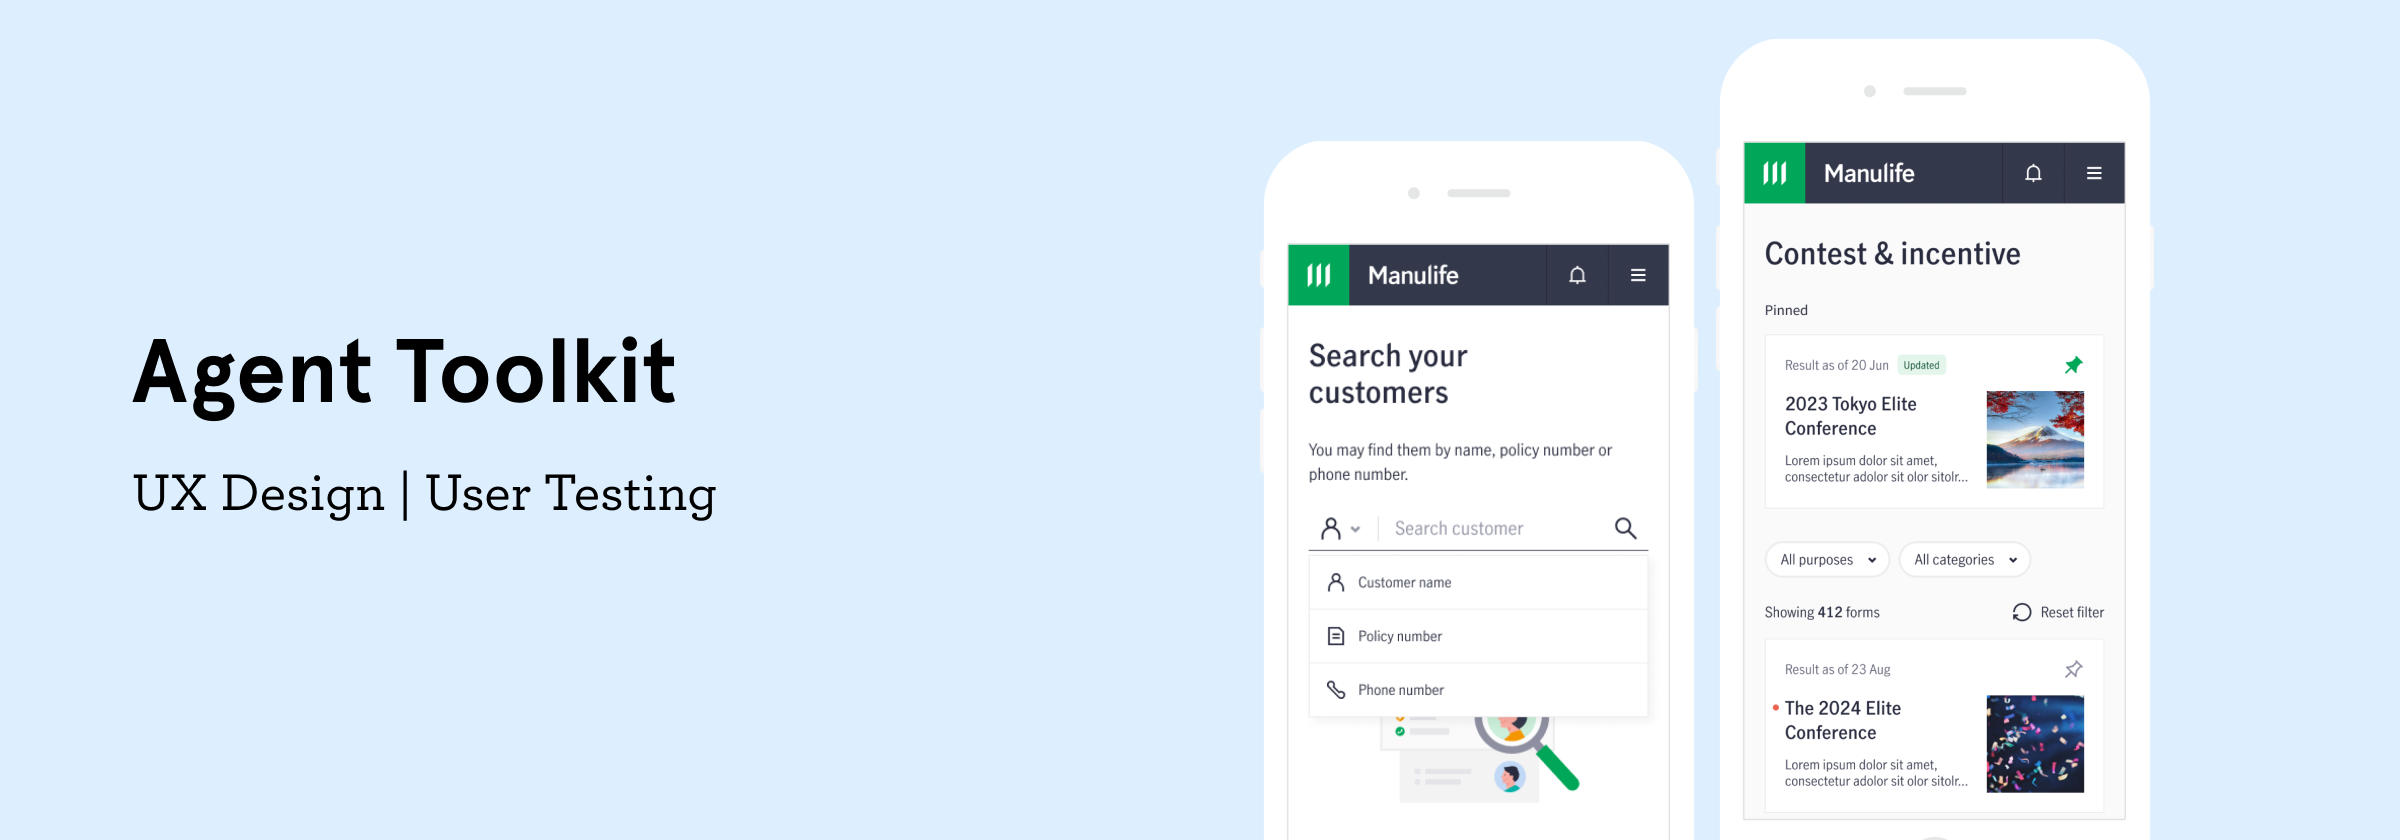 Agent Toolkit
UX Design | User Testing
Manulife
Search your
customers
You may find them by name, policy number or
phone number.
Search customer
Customer name
Policy number
Phone number
Manulife
Contest & incentive
Pinned
Result as of 20 Jun Updated
2023 Tokyo Elite
Conference
Lorem ipsum dolor sit amet,
consectetur adolor sit olor sitolr...
All purposes All categories
Showing 412 forms Reset filter
Result as of 23 Aug
The 2024 Elite
Conference
Lorem ipsum dolor sit amet,
consectetur adolor sit olor sitolr...